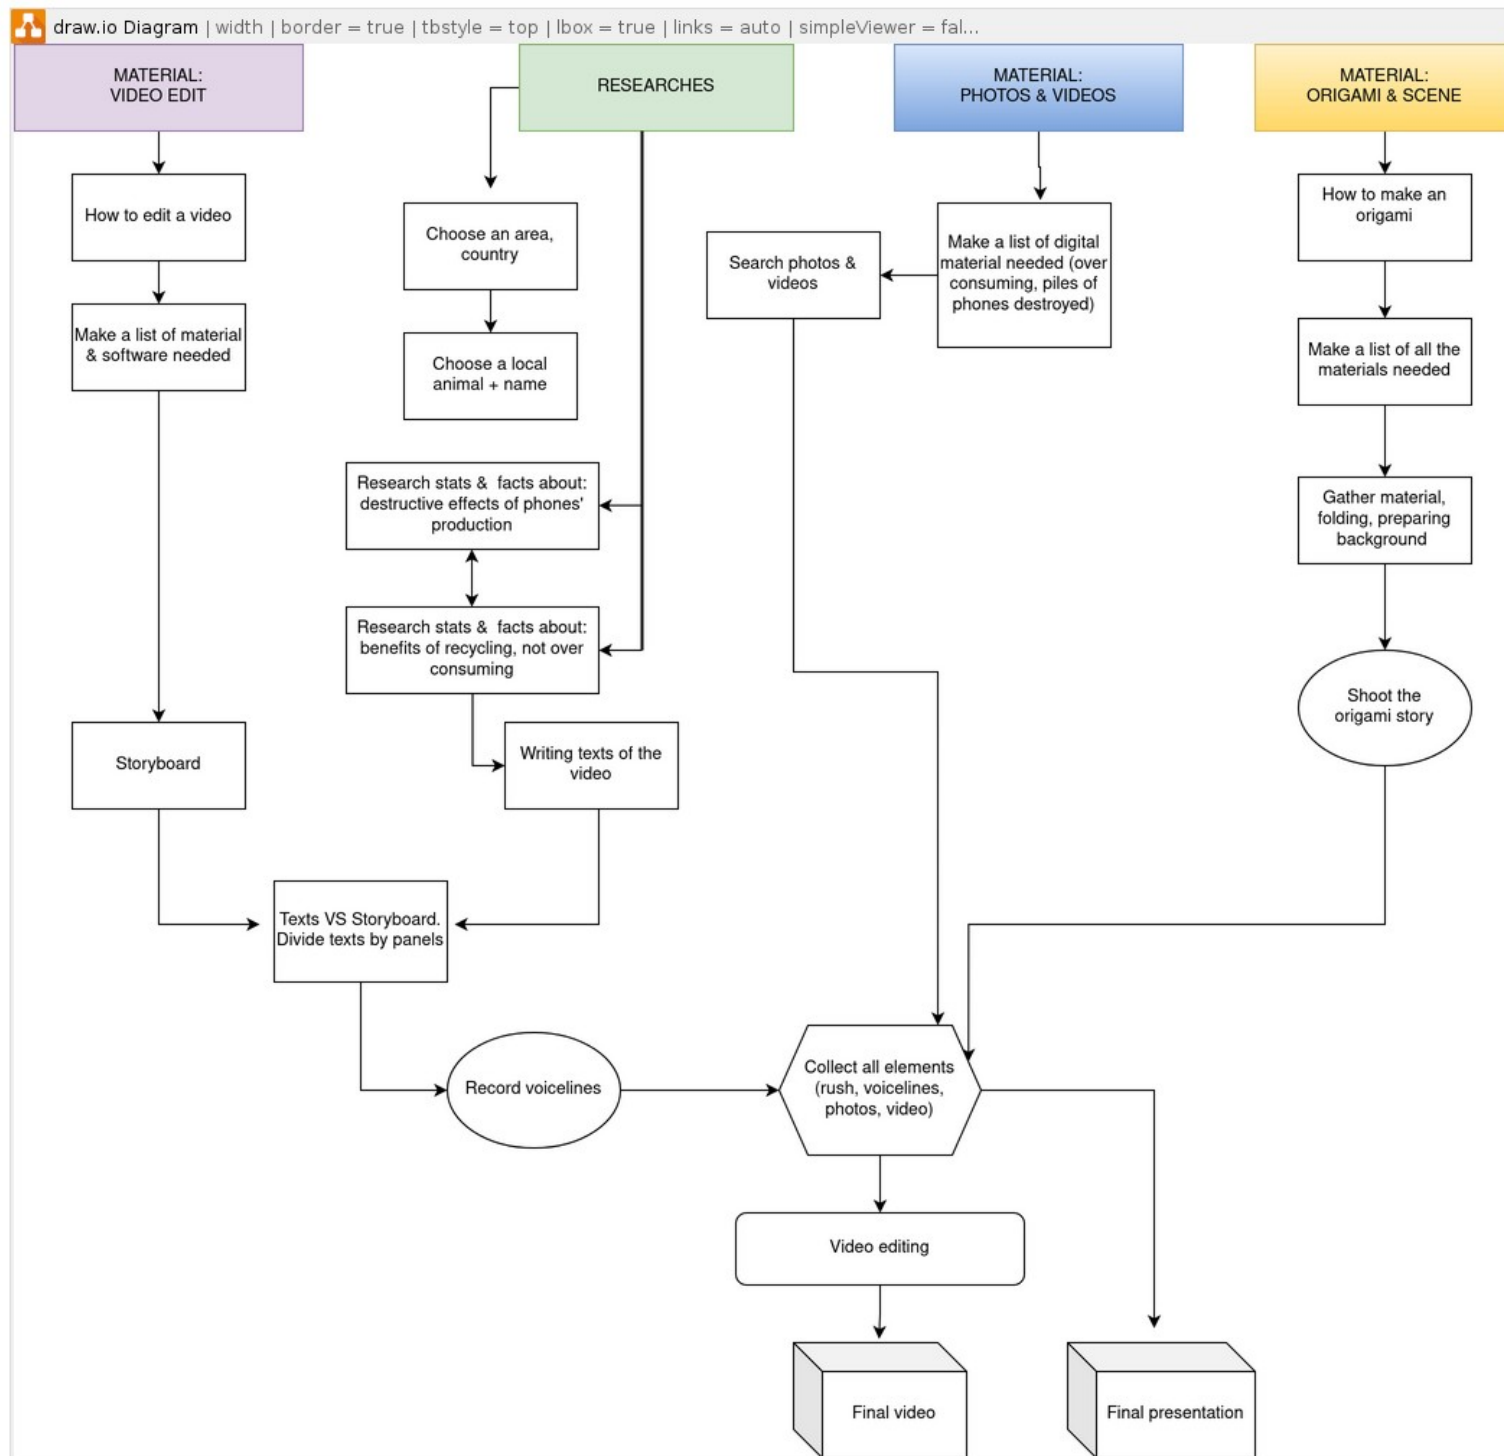 draw.io Diagram | width | border = true | tbstyle = top | lbox = true | links = auto | simpleViewer = fal...
MATERIAL:
VIDEO EDIT
RESEARCHES
MATERIAL:
PHOTOS & VIDEOS
MATERIAL:
ORIGAMI & SCENE
How to edit a video
Make a list of material
& software needed
Storyboard
Choose an area,
country
Choose a local
animal + name
Research stats &  facts about:
destructive effects of phones'
production
Research stats &  facts about:
benefits of recycling, not over
consuming
Writing texts of the
video
Search photos &
videos
Make a list of digital
material needed (over
consuming, piles of
phones destroyed)
How to make an
origami
Make a list of all the
materials needed
Gather material,
folding, preparing
background
Shoot the
origami story
Texts VS Storyboard.
Divide texts by panels
Record voicelines
Collect all elements
(rush, voicelines,
photos, video)
Video editing
Final video
Final presentation